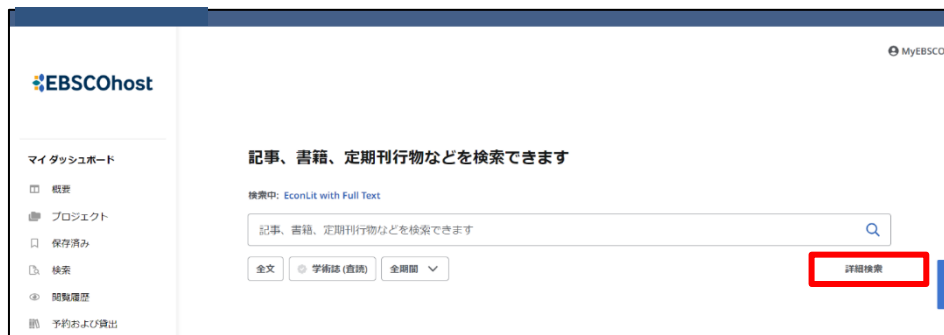 MyEBSCO
EBSCOhost
マイ ダッシュボード
概要
プロジェクト
保存済み
検索
閲覧履歴
予約および貸出
記事、書籍、定期刊行物などを検索できます
検索中: EconLit with Full Text
記事、書籍、定期刊行物などを検索できます
全文 学術誌 (査読) 全期間
詳細検索